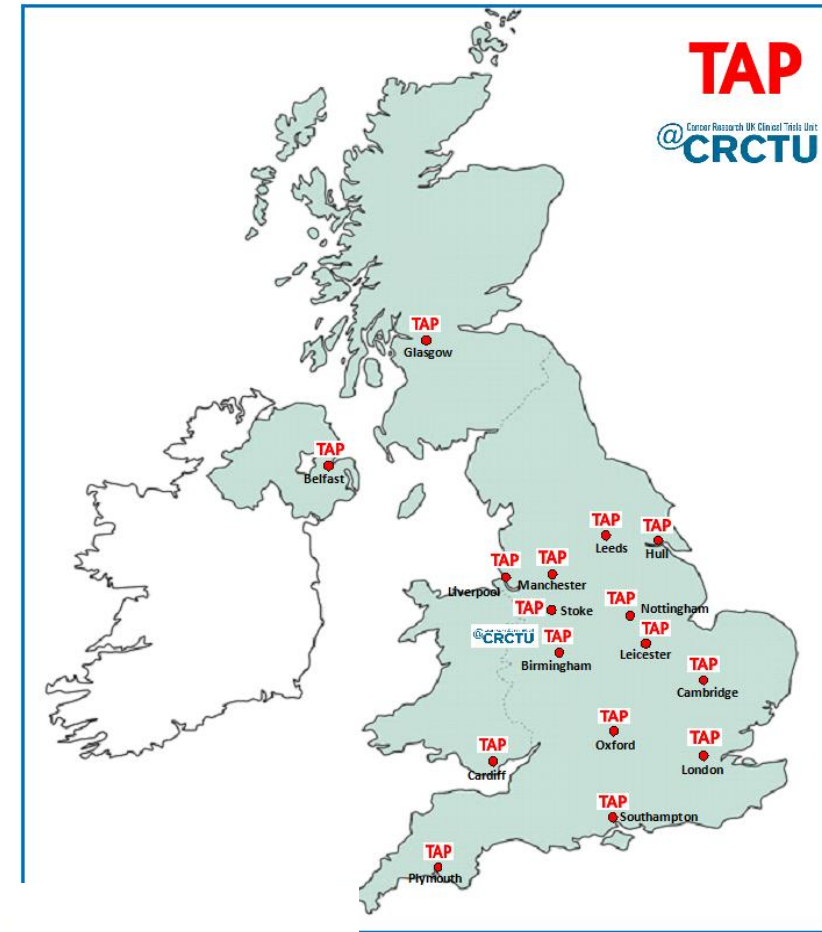 TAP
@ Cancer Research UK Clinical Trials Unit
CRCTU
TAP
Glasgow
TAP
Belfast
TAP
Leeds
TAP
Hull
TAP
Liverpool
TAP
Manchester
TAP
Stoke
TAP
Nottingham
@CRCTU
TAP
Birmingham
TAP
Leicester
TAP
Cambridge
TAP
Oxford
TAP
London
TAP
Cardiff
TAP
Southampton
TAP
Plymouth